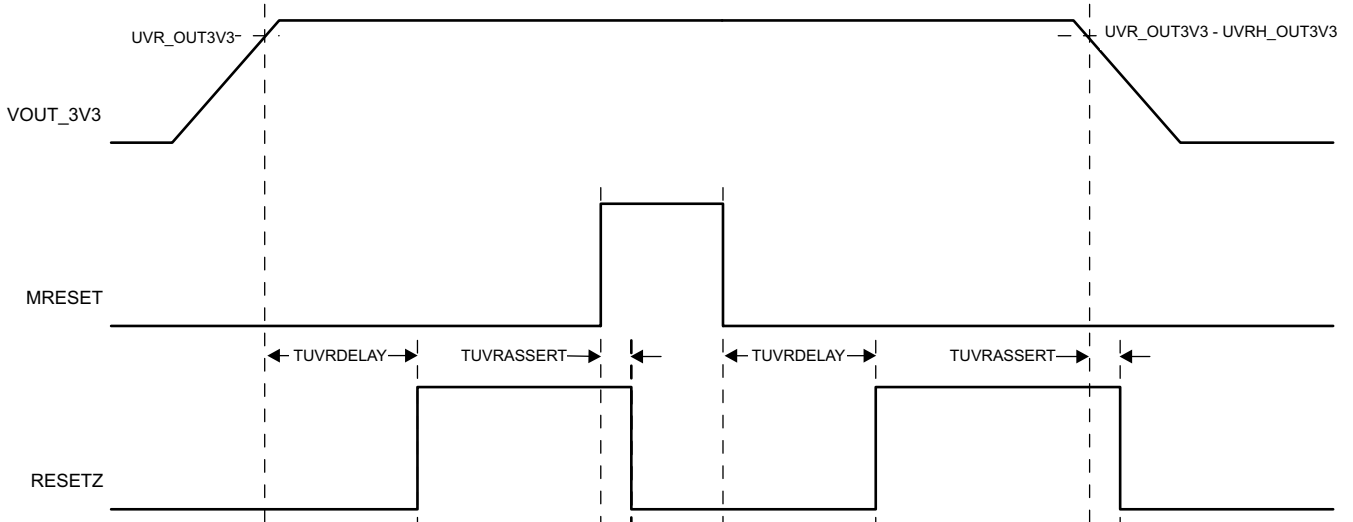 UVR_OUT3V3
UVR_OUT3V3 - UVRH_OUT3V3
VOUT_3V3
MRESET
TUVRDELAY
TUVRASSERT
TUVRDELAY
TUVRASSERT
RESETZ